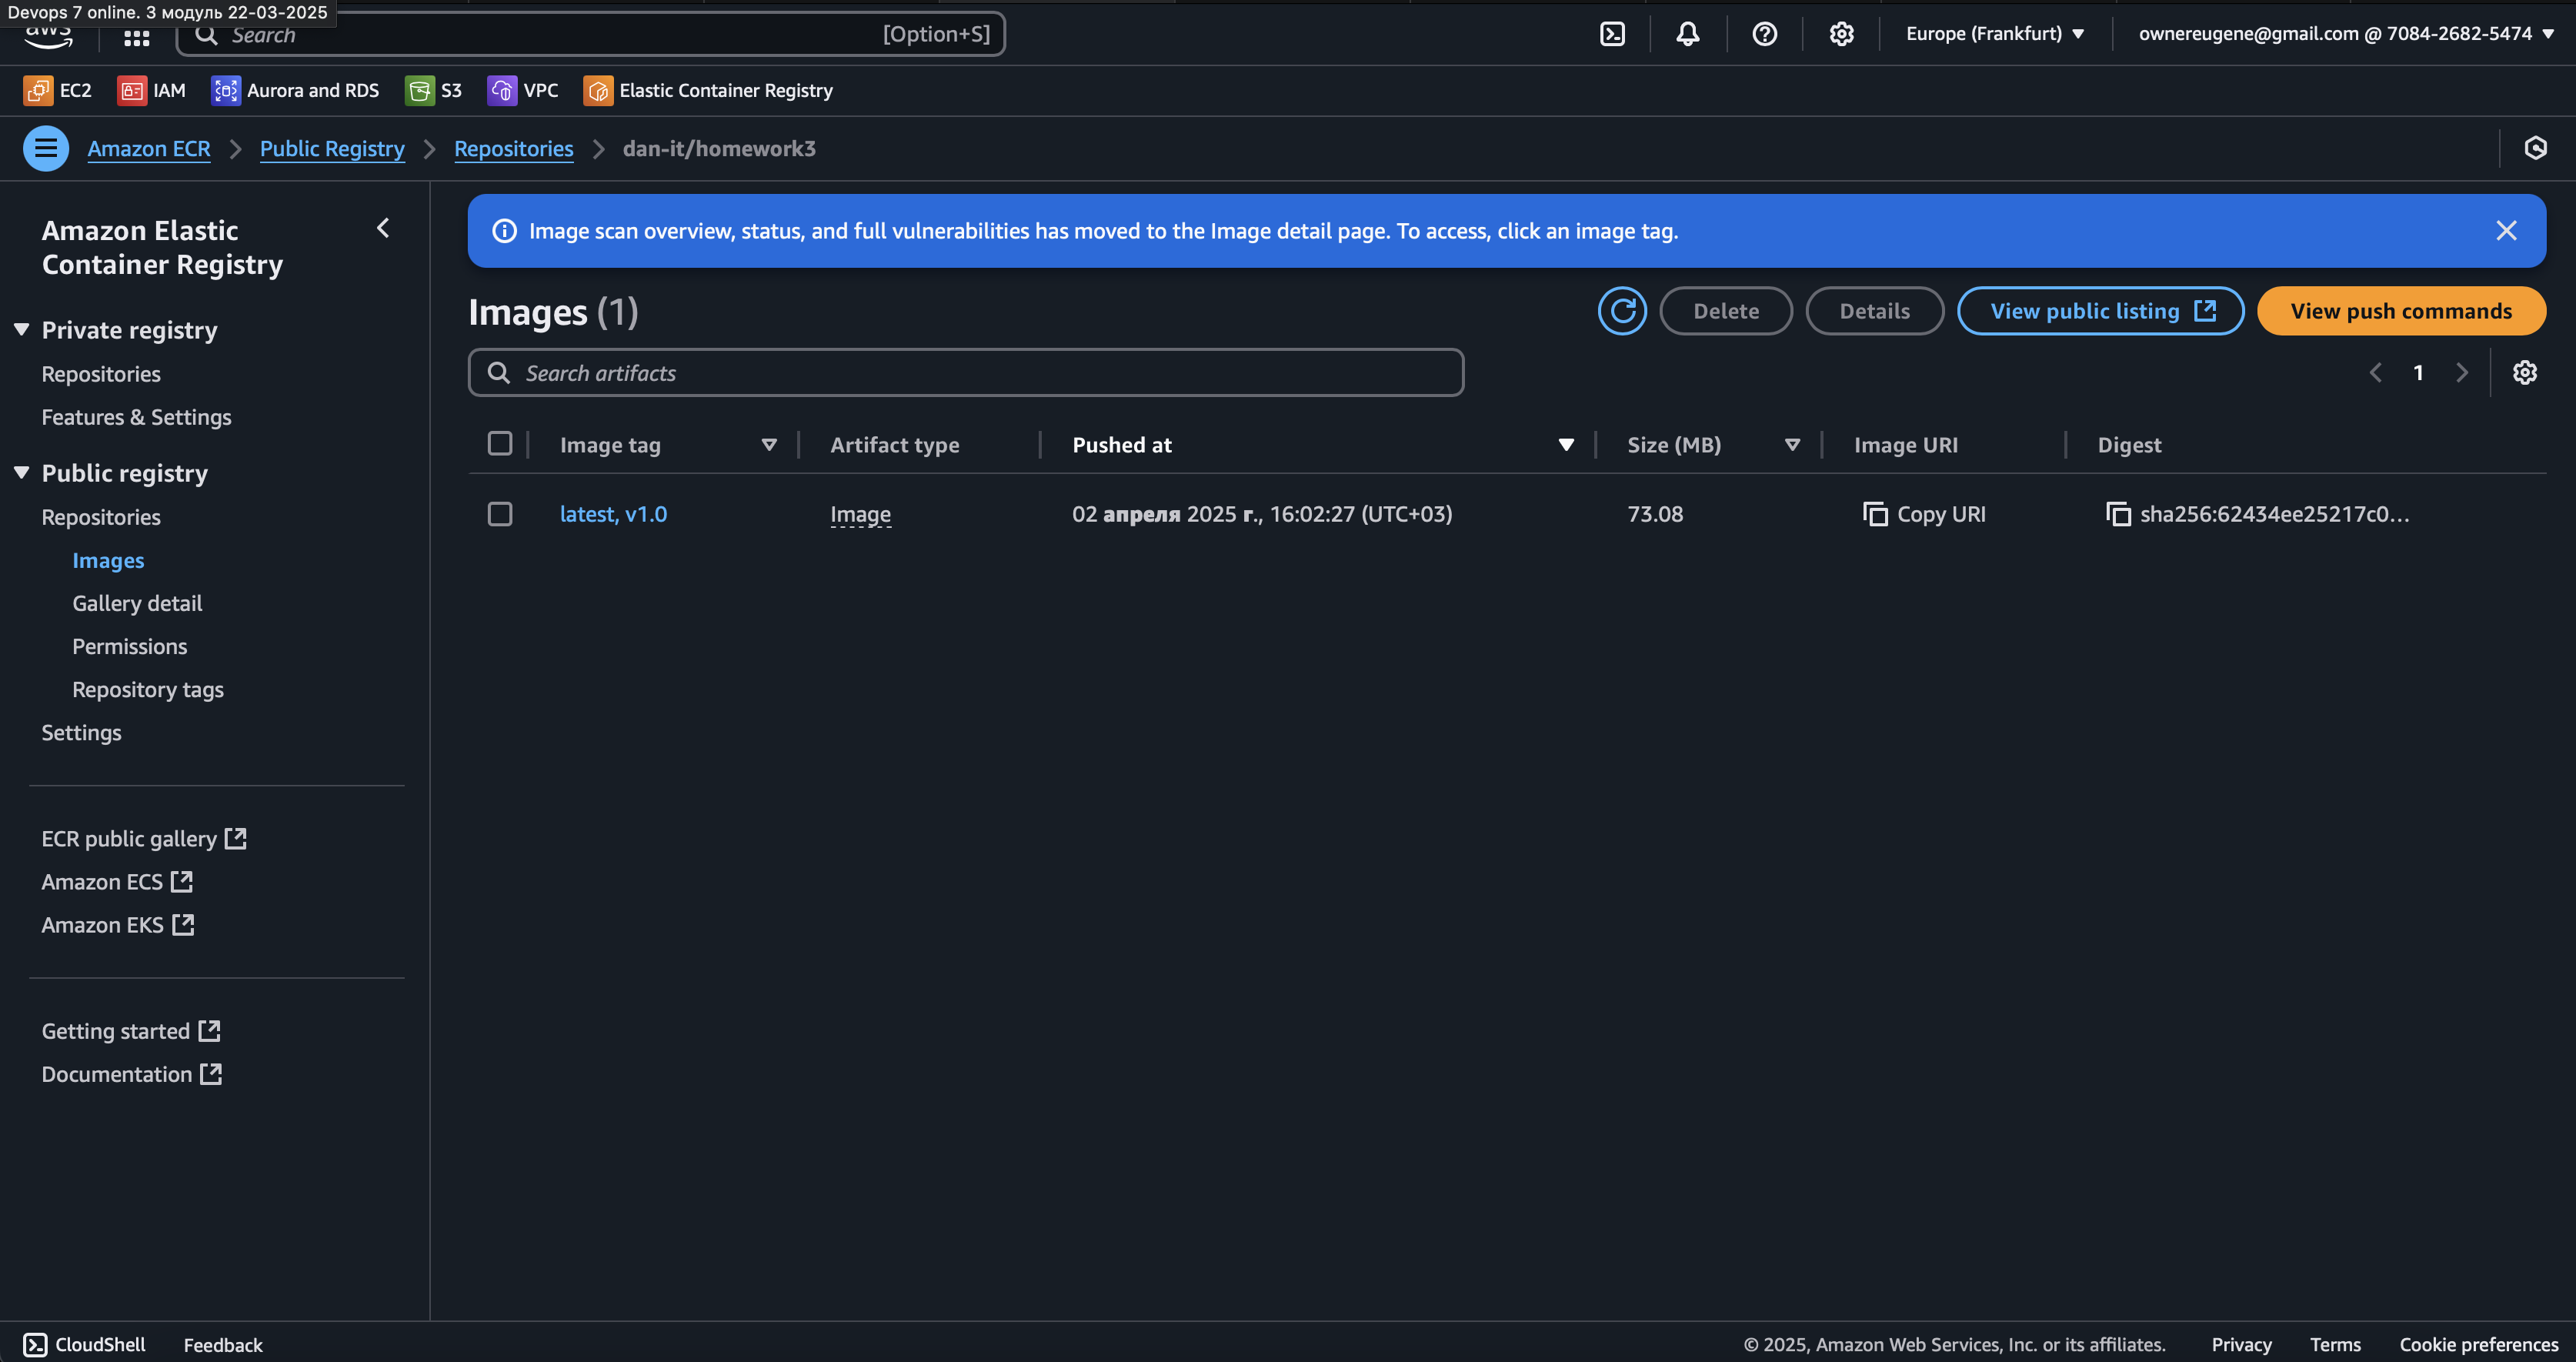 Devops 7 online. 3 модуль 22-03-2025
aws
Search
[Option+S]
Europe (Frankfurt)
ownereugene@gmail.com @ 7084-2682-5474
EC2
IAM
Aurora and RDS
S3
VPC
Elastic Container Registry
Amazon ECR
Public Registry
Repositories
dan-it/homework3
Amazon Elastic
Container Registry
Private registry
Repositories
Features & Settings
Public registry
Repositories
Images
Gallery detail
Permissions
Repository tags
Settings
ECR public gallery
Amazon ECS
Amazon EKS
Getting started
Documentation
Image scan overview, status, and full vulnerabilities has moved to the Image detail page. To access, click an image tag.
Images (1)
Delete
Details
View public listing
View push commands
Search artifacts
1
Image tag
Artifact type
Pushed at
Size (MB)
Image URI
Digest
latest, v1.0
Image
02 апреля 2025 г., 16:02:27 (UTC+03)
73.08
Copy URI
sha256:62434ee25217c0...
CloudShell
Feedback
© 2025, Amazon Web Services, Inc. or its affiliates.
Privacy
Terms
Cookie preferences